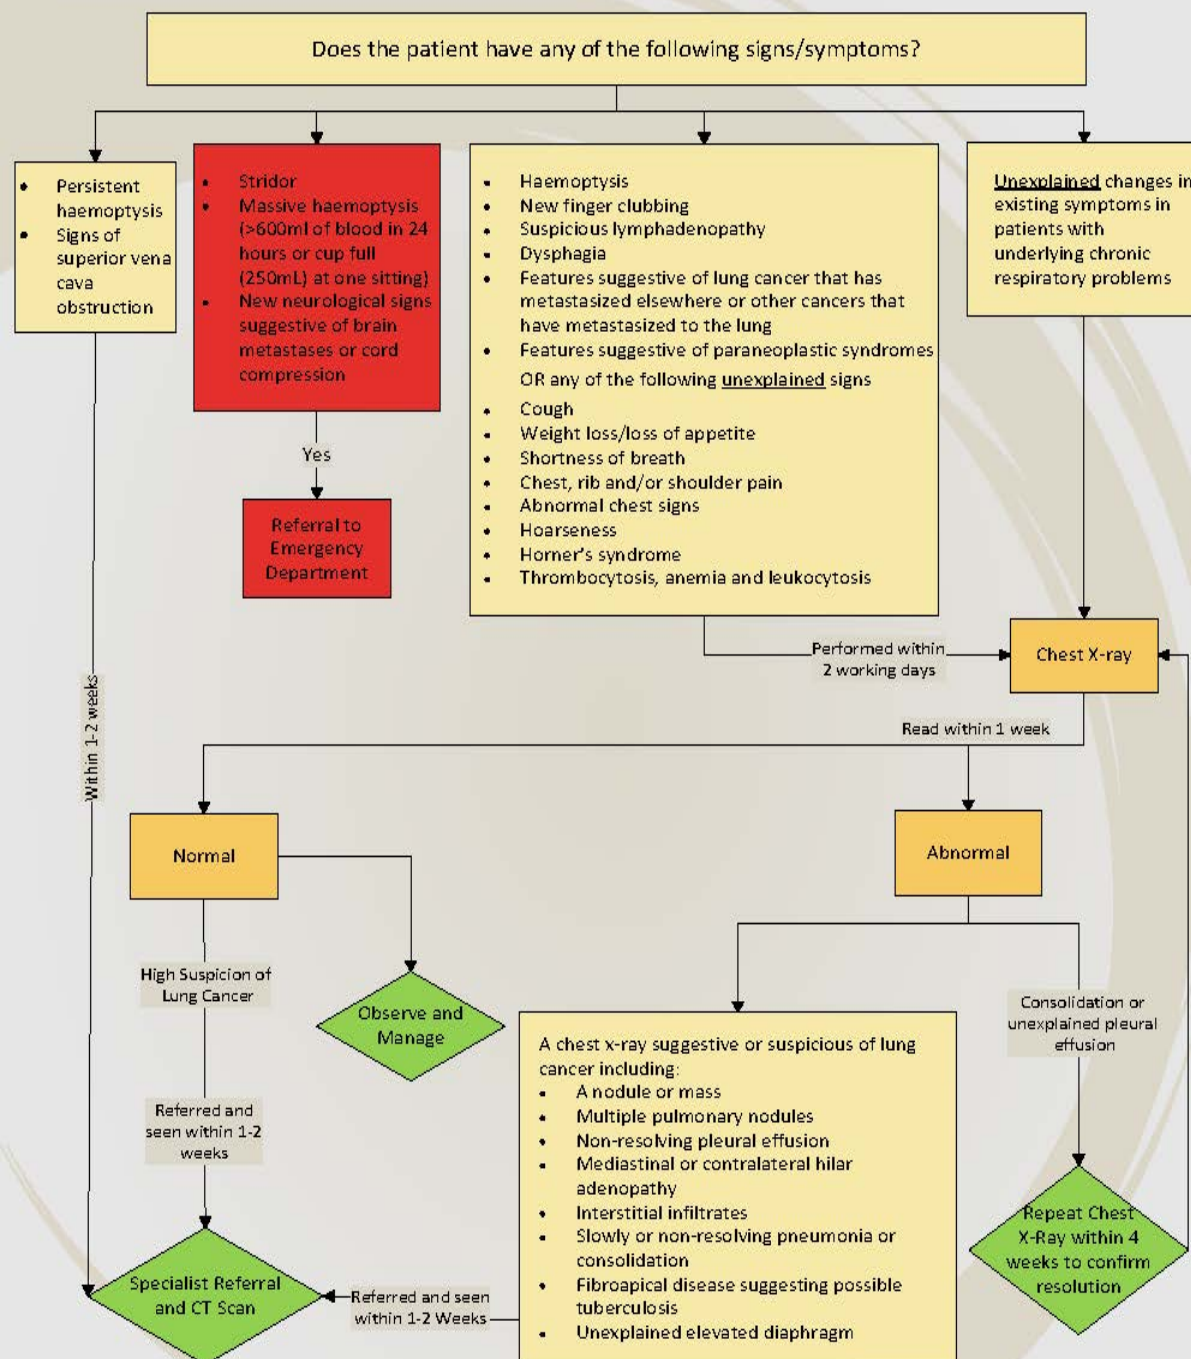 Does the patient have any of the following signs/symptoms?
• Persistent
haemoptysis
• Signs of
superior vena
cava
obstruction
• Stridor
• Massive haemoptysis
(>600ml of blood in 24
hours or cup full
(250mL) at one sitting)
• New neurological signs
suggestive of brain
metastases or cord
compression
• Haemoptysis
• New finger clubbing
• Suspicious lymphadenopathy
• Dysphagia
• Features suggestive of lung cancer that has
metastasized elsewhere or other cancers that
have metastasized to the lung
• Features suggestive of paraneoplastic syndromes
OR any of the following unexplained signs
• Cough
• Weight loss/loss of appetite
• Shortness of breath
• Chest, rib and/or shoulder pain
• Abnormal chest signs
• Hoarseness
• Horner's syndrome
• Thrombocytosis, anemia and leukocytosis
Unexplained changes in
existing symptoms in
patients with
underlying chronic
respiratory problems
Yes
Referral to
Emergency
Department
Performed within
2 working days
Chest X-ray
Within 1-2 weeks
Read within 1 week
Normal
Abnormal
High Suspicion of
Lung Cancer
Observe and
Manage
Consolidation or
unexplained pleural
effusion
A chest x-ray suggestive or suspicious of lung
cancer including:
• A nodule or mass
• Multiple pulmonary nodules
• Non-resolving pleural effusion
• Mediastinal or contralateral hilar
adenopathy
• Interstitial infiltrates
• Slowly or non-resolving pneumonia or
consolidation
• Fibroapical disease suggesting possible
tuberculosis
• Unexplained elevated diaphragm
Referred and
seen within 1-2
weeks
Repeat Chest
X-Ray within 4
weeks to confirm
resolution
Specialist Referral
and CT Scan
Referred and seen
within 1-2 Weeks